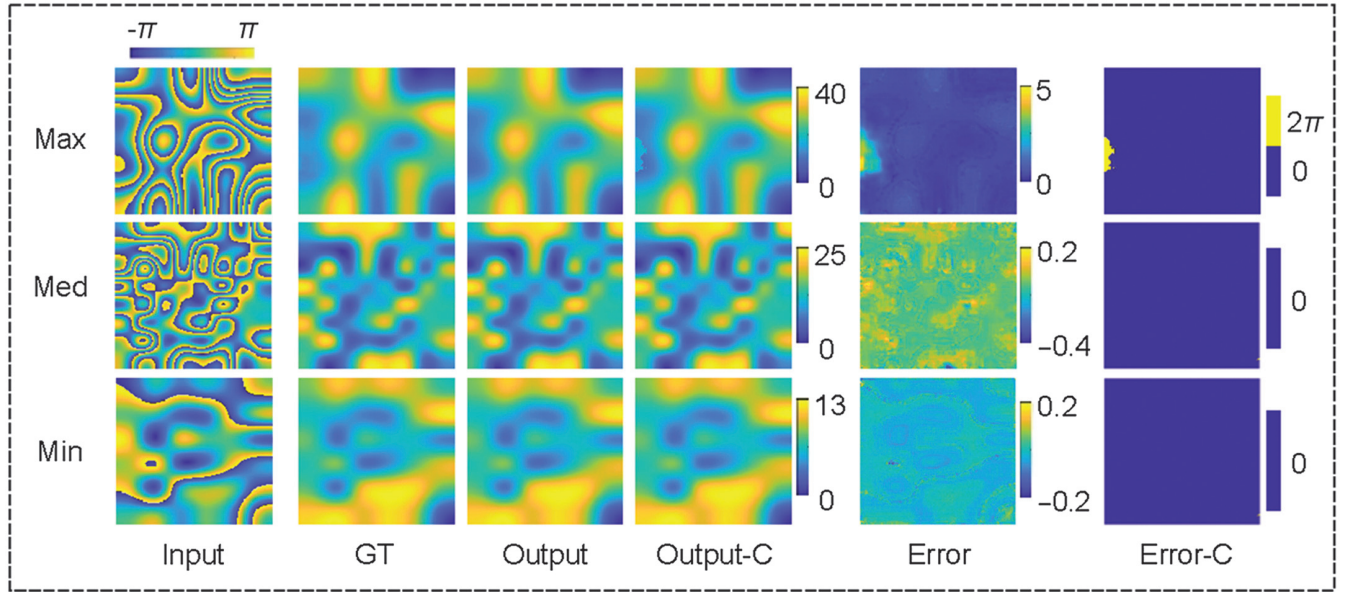 -π π
Max 40 0 5 0 2π 0
Med 25 0 0.2 −0.4 0
Min 13 0 0.2 −0.2 0
Input GT Output Output-C Error Error-C